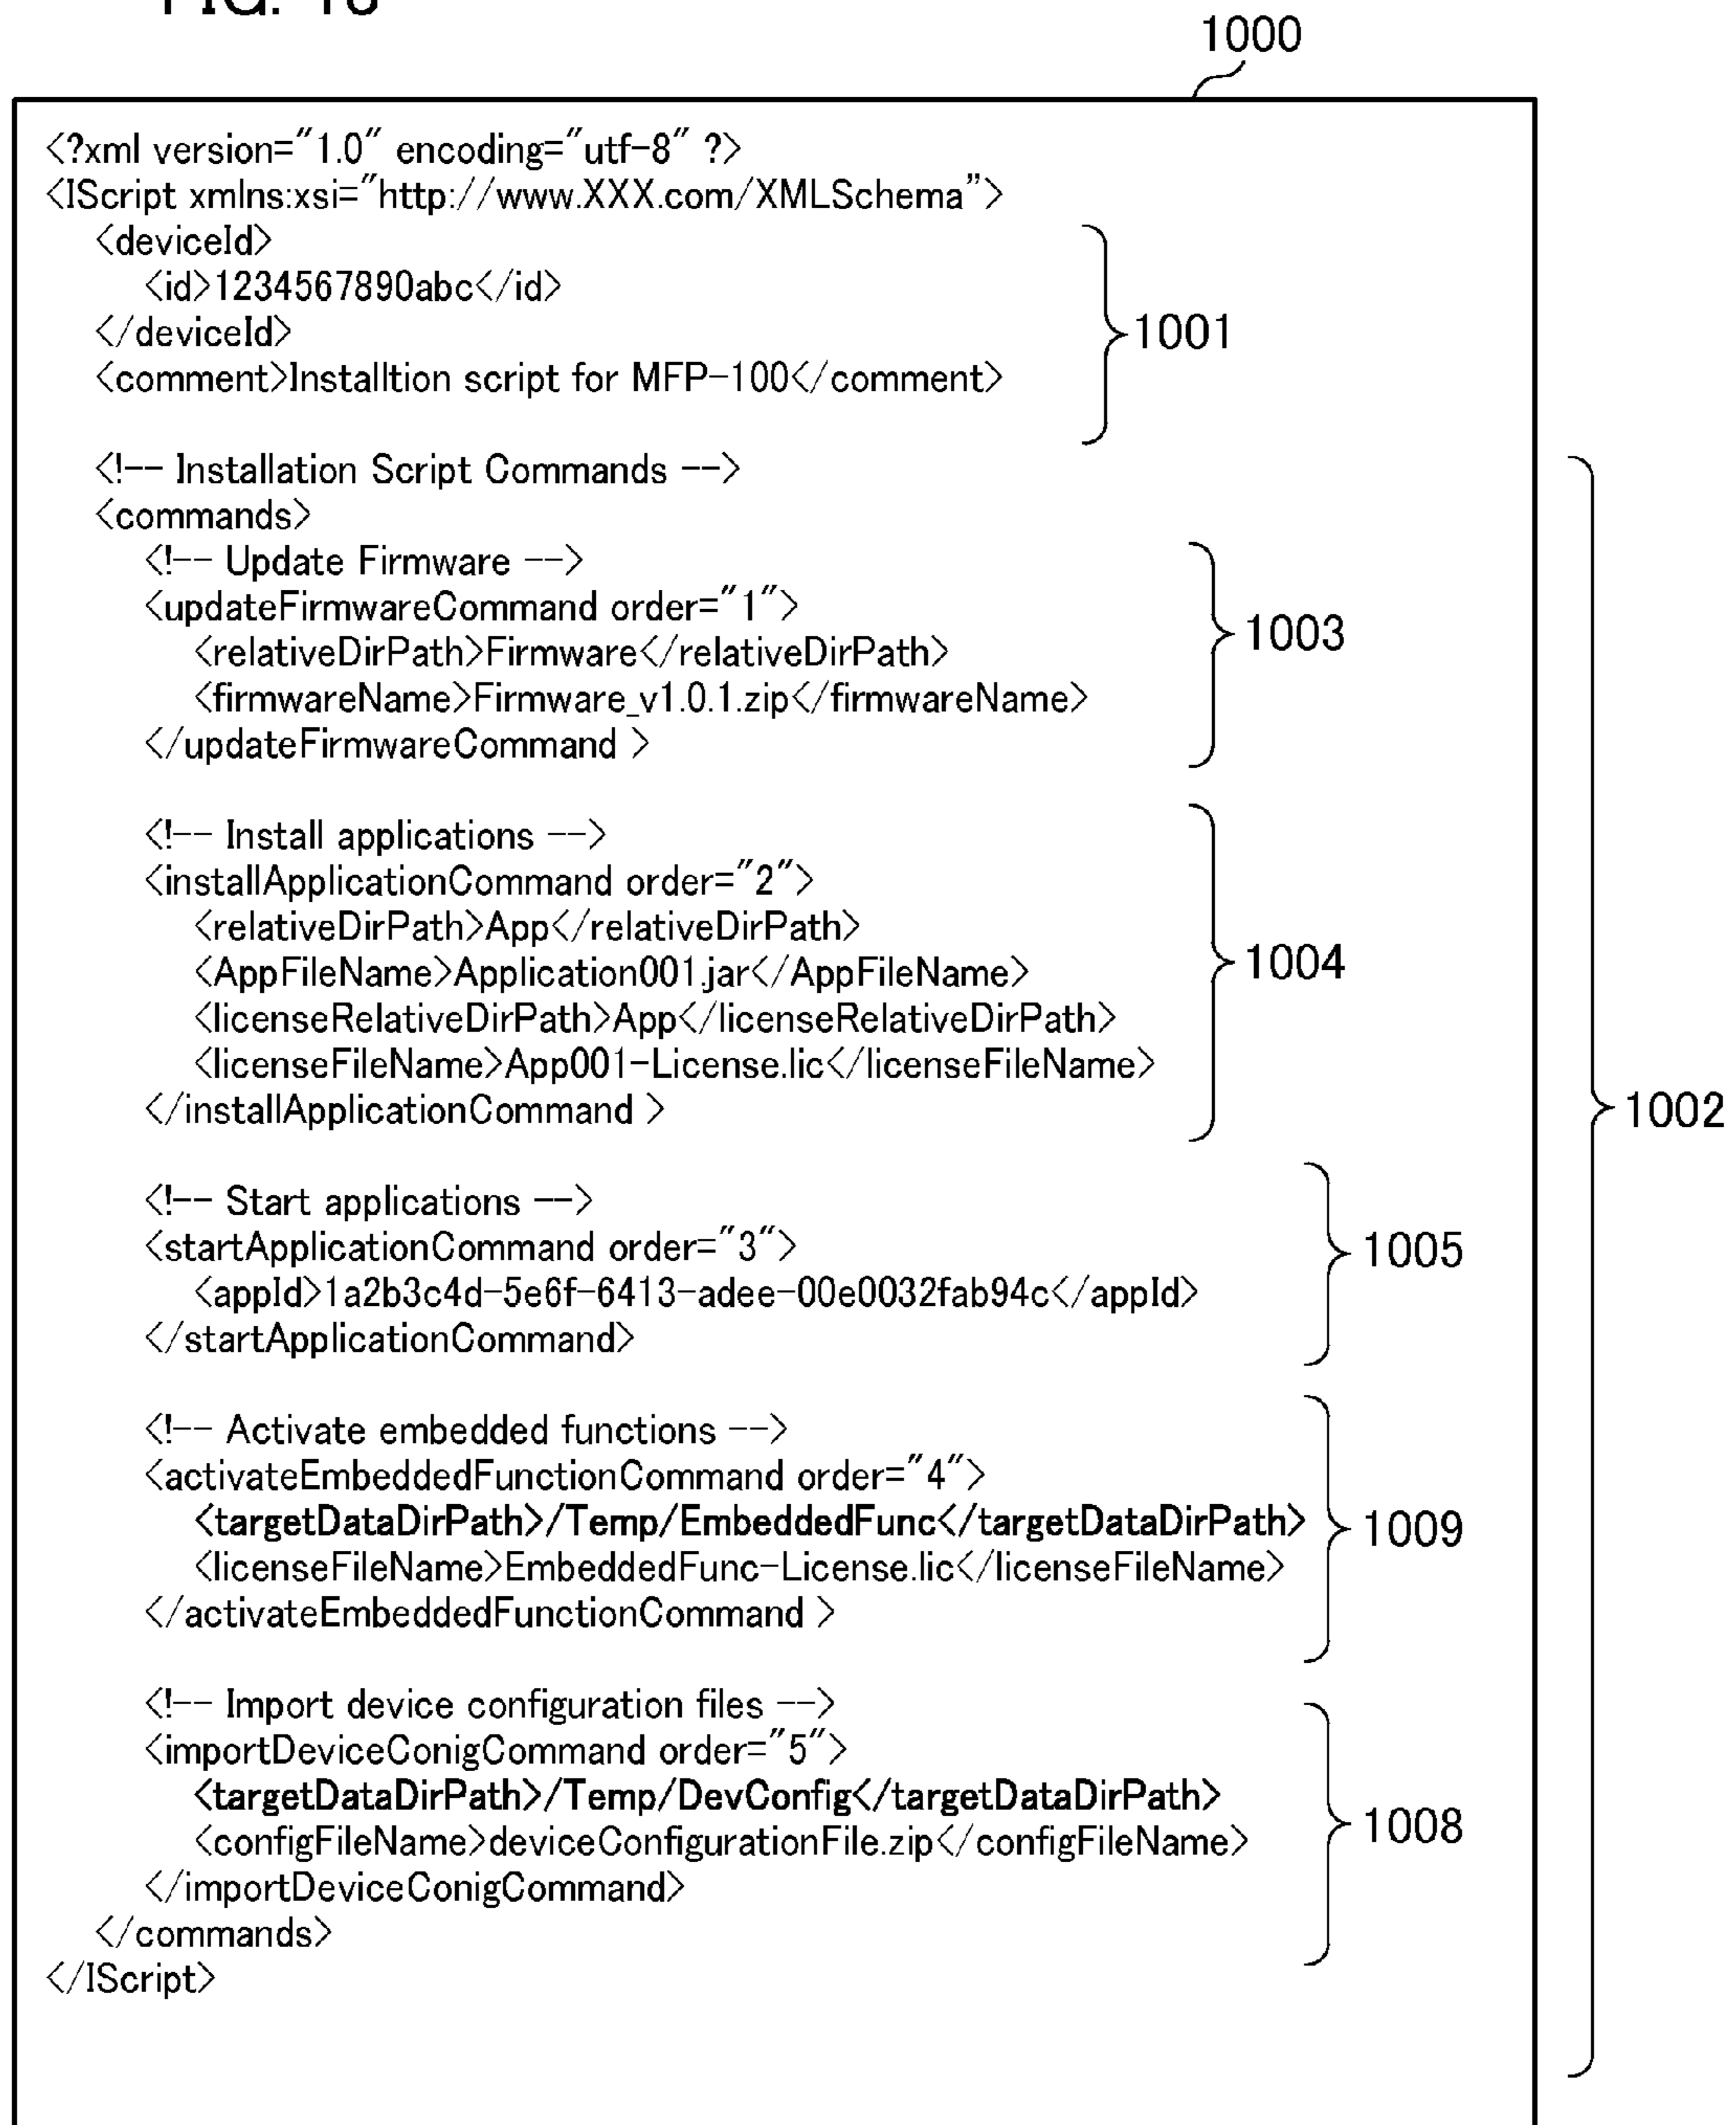 FIG. 18
1000
<?xml version="1.0" encoding="utf-8" ?>
<IScript xmlns:xsi="http://www.XXX.com/XMLSchema">
<deviceId>
<id>1234567890abc</id>
</deviceId>
1001
<comment>Installtion script for MFP-100</comment>
<!-- Installation Script Commands -->
<commands>
<!-- Update Firmware -->
<updateFirmwareCommand order="1">
1003
<relativeDirPath>Firmware</relativeDirPath>
<firmwareName>Firmware_v1.0.1.zip</firmwareName>
</updateFirmwareCommand >
<!-- Install applications -->
<installApplicationCommand order="2">
<relativeDirPath>App</relativeDirPath>
<AppFileName>Application001.jar</AppFileName>
1004
<licenseRelativeDirPath>App</licenseRelativeDirPath>
<licenseFileName>App001-License.lic</licenseFileName>
</installApplicationCommand >
1002
<!-- Start applications -->
<startApplicationCommand order="3">
1005
<appId>1a2b3c4d-5e6f-6413-adee-00e0032fab94c</appId>
</startApplicationCommand>
<!-- Activate embedded functions -->
<activateEmbeddedFunctionCommand order="4">
<targetDataDirPath>/Temp/EmbeddedFunc</targetDataDirPath>
1009
<licenseFileName>EmbeddedFunc-License.lic</licenseFileName>
</activateEmbeddedFunctionCommand >
<!-- Import device configuration files -->
<importDeviceConigCommand order="5">
<targetDataDirPath>/Temp/DevConfig</targetDataDirPath>
1008
<configFileName>deviceConfigurationFile.zip</configFileName>
</importDeviceConigCommand>
</commands>
</IScript>